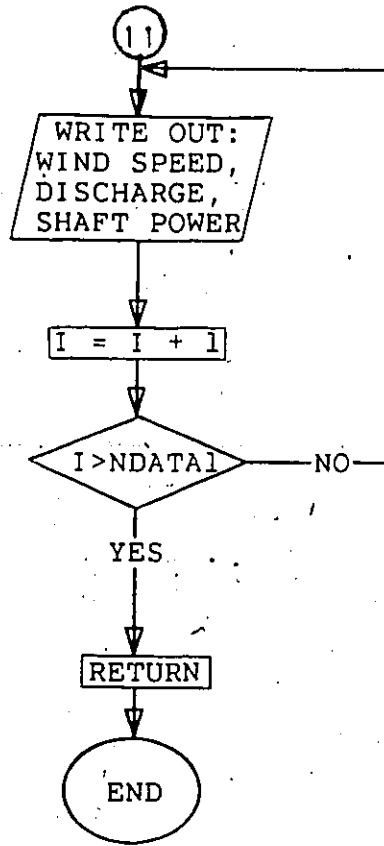 11
WRITE OUT:
WIND SPEED,
DISCHARGE,
SHAFT POWER
I = I + 1
I>NDATA1
NO
YES
RETURN
END